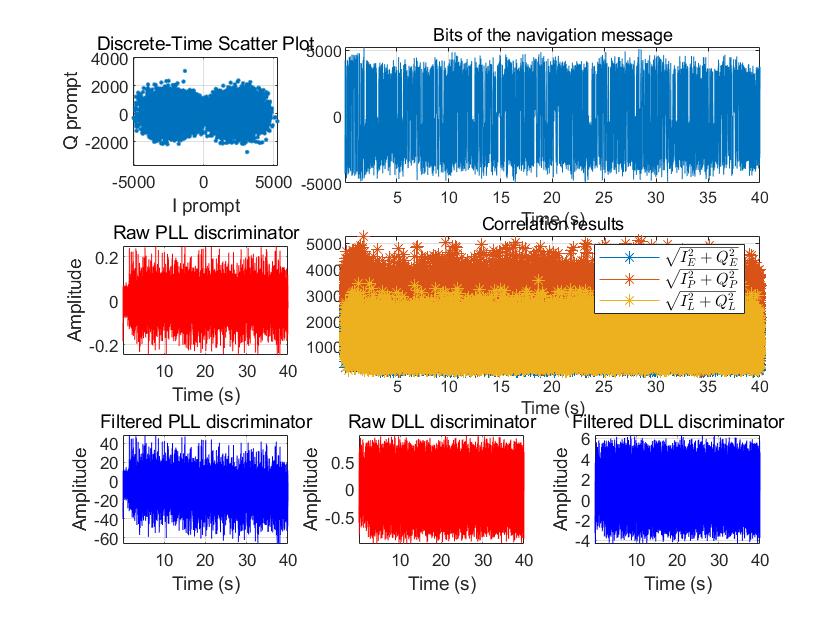 Discrete-Time Scatter Plot
4000
2000
0
-2000
-5000 0 5000
Q prompt
I prompt
Bits of the navigation message
5000
0
-5000
5 10 15 20 25 30 35 40
Time (s)
Raw PLL discriminator
0.2
0
-0.2
Amplitude
10 20 30 40
Time (s)
Correlation results
5000
4000
3000
2000
1000
√I_E^2 + Q_E^2
√I_P^2 + Q_P^2
√I_L^2 + Q_L^2
5 10 15 20 25 30 35 40
Time (s)
Filtered PLL discriminator
40
20
0
-20
-40
-60
Amplitude
10 20 30 40
Time (s)
Raw DLL discriminator
0.5
0
-0.5
Amplitude
10 20 30 40
Time (s)
Filtered DLL discriminator
6
4
2
0
-2
-4
Amplitude
10 20 30 40
Time (s)